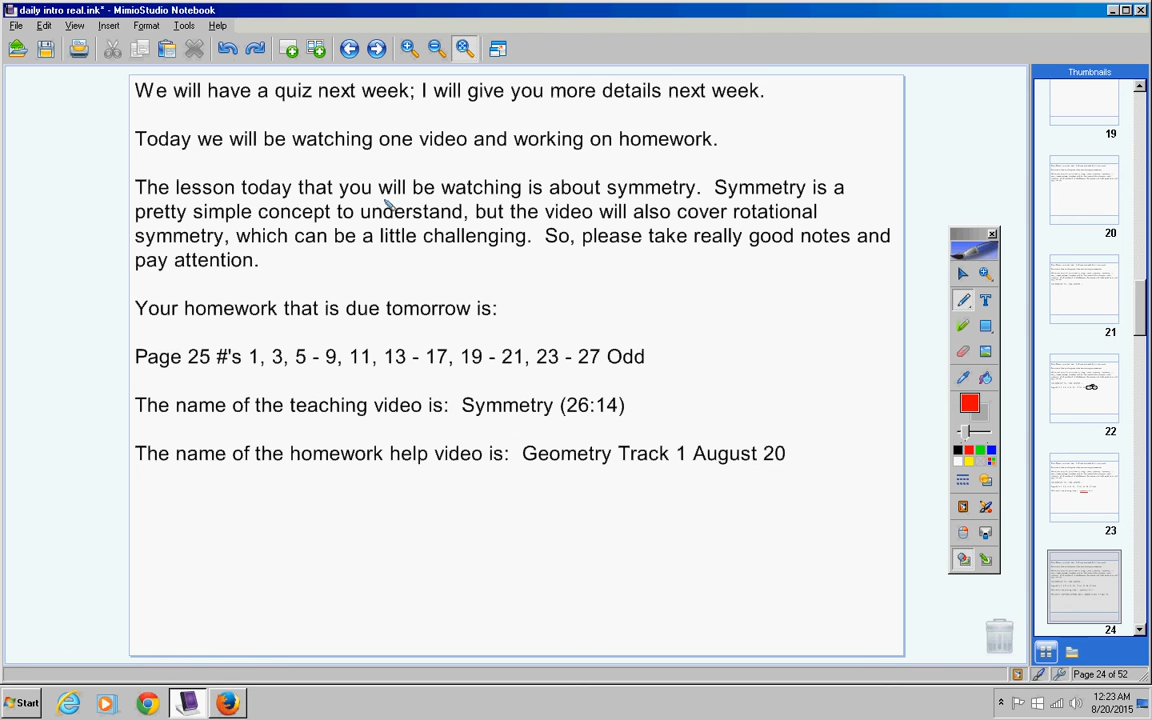 daily intro real.ink* - MimioStudio Notebook
File Edit View Insert Format Tools Help
We will have a quiz next week; I will give you more details next week.
Today we will be watching one video and working on homework.
The lesson today that you will be watching is about symmetry.  Symmetry is a
pretty simple concept to understand, but the video will also cover rotational
symmetry, which can be a little challenging.  So, please take really good notes and
pay attention.
Your homework that is due tomorrow is:
Page 25 #'s 1, 3, 5 - 9, 11, 13 - 17, 19 - 21, 23 - 27 Odd
The name of the teaching video is:  Symmetry (26:14)
The name of the homework help video is:  Geometry Track 1 August 20
Thumbnails
19
20
21
22
23
24
Page 24 of 52
Start
12:23 AM
8/20/2015